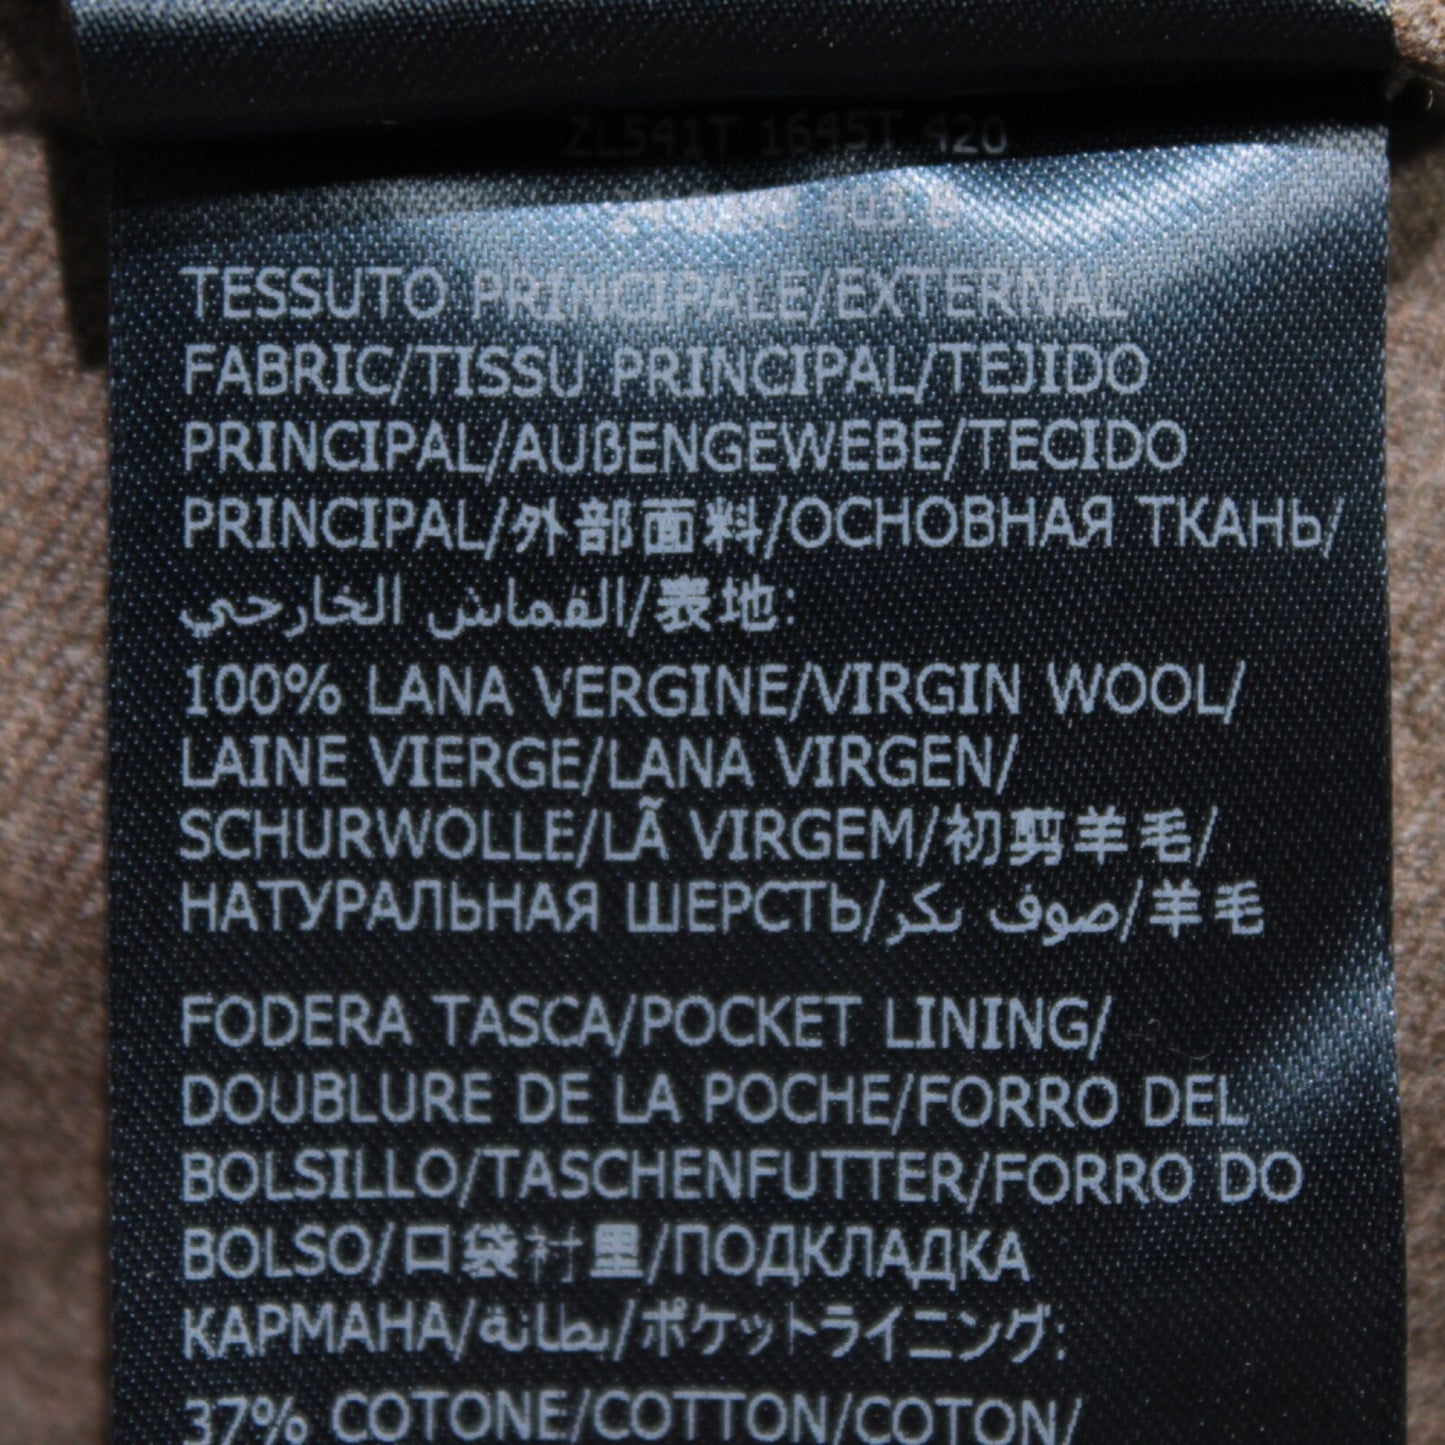 ZL541T 1645T 420
TESSUTO PRINCIPALE/EXTERNAL
FABRIC/TISSU PRINCIPAL/TEJIDO
PRINCIPAL/AUßENGEWEBE/TECIDO
PRINCIPAL/外部面料/ОСНОВНАЯ ТКАНЬ/
القماش الخارجي/表地:
100% LANA VERGINE/VIRGIN WOOL/
LAINE VIERGE/LANA VIRGEN/
SCHURWOLLE/LÃ VIRGEM/初剪羊毛/
НАТУРАЛЬНАЯ ШЕРСТЬ/صوف بكر/羊毛
FODERA TASCA/POCKET LINING/
DOUBLURE DE LA POCHE/FORRO DEL
BOLSILLO/TASCHENFUTTER/FORRO DO
BOLSO/口袋衬里/ПОДКЛАДКА
КАРМАНА/بطانة/ポケットライニング:
37% COTONE/COTTON/COTON/